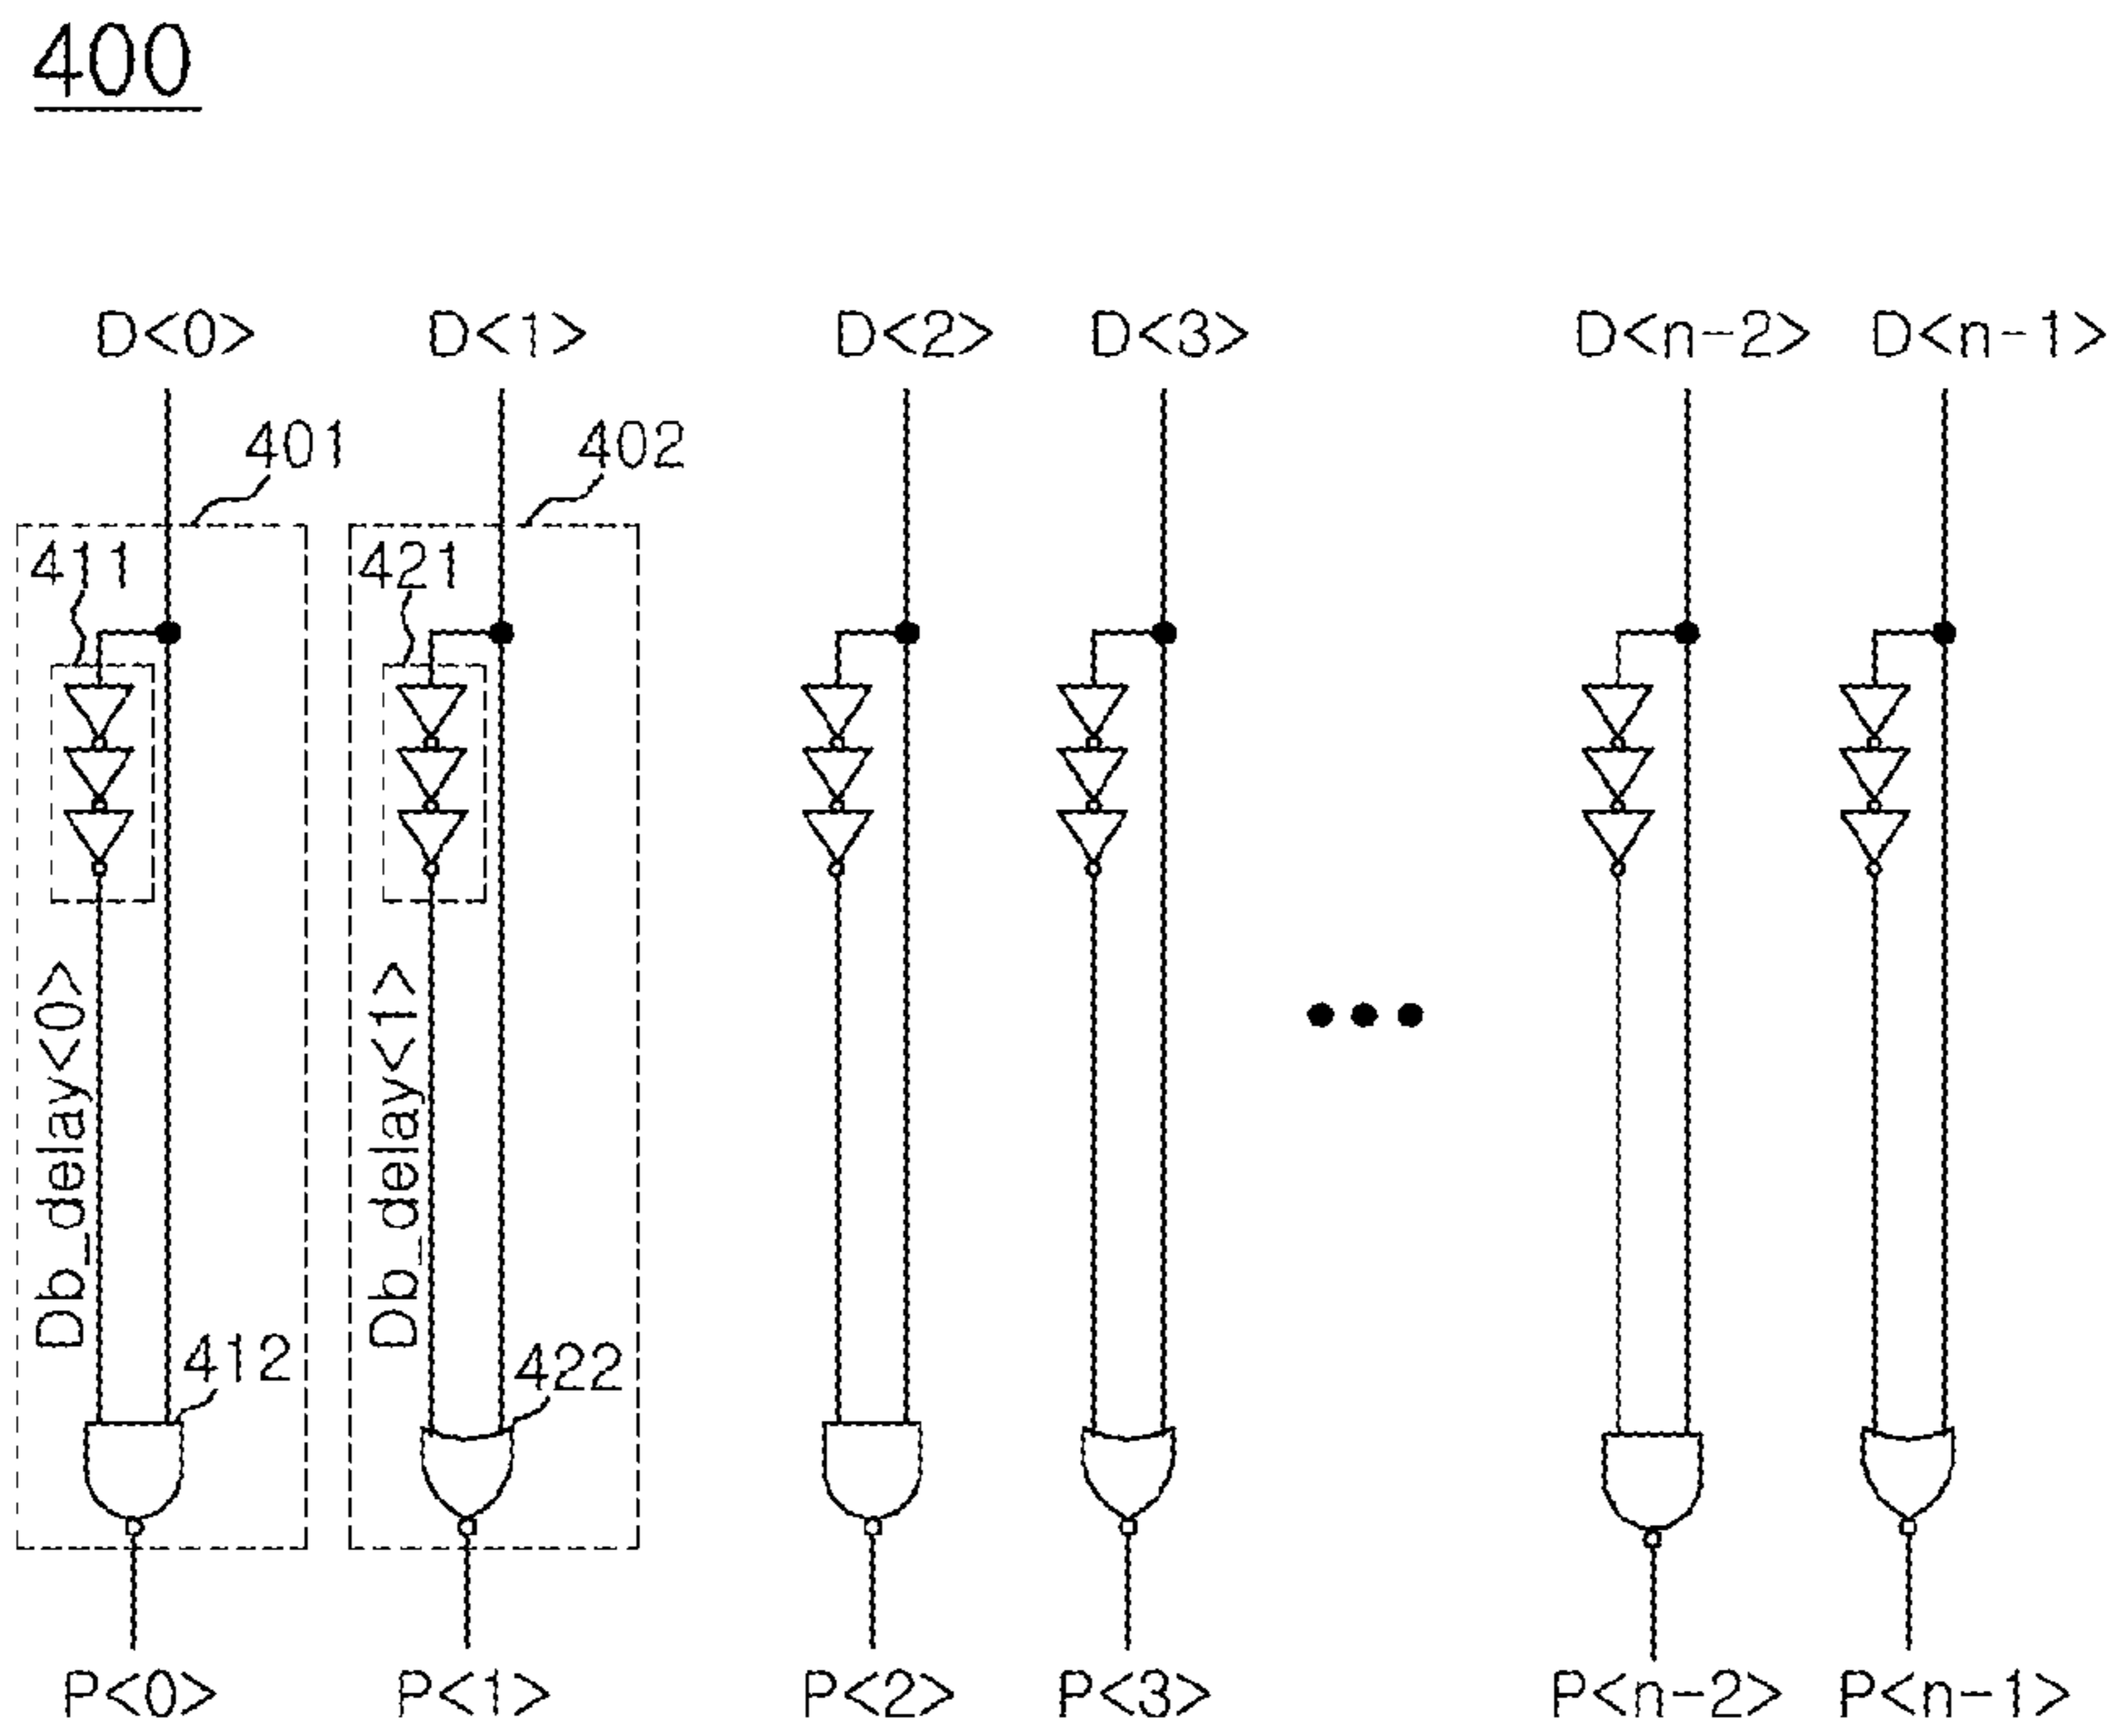 400
D<0> D<1> D<2> D<3> D<n-2> D<n-1>
401 402
411 421
Db_delay<0> Db_delay<1>
412 422
P<0> P<1> P<2> P<3> P<n-2> P<n-1>